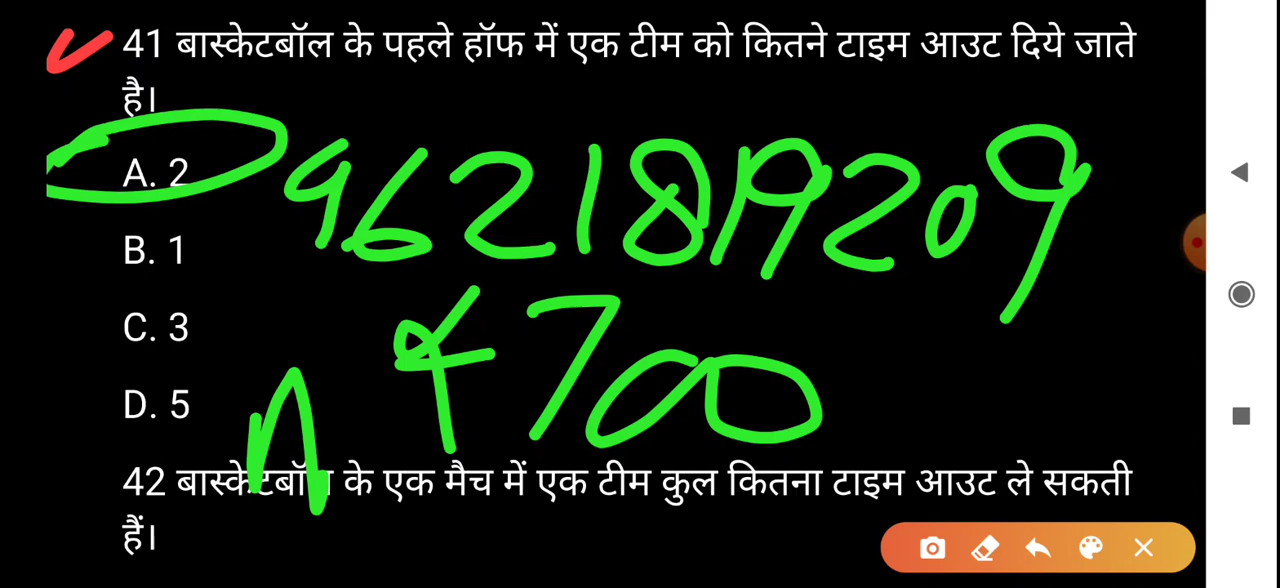 41 बास्केटबॉल के पहले हॉफ में एक टीम को कितने टाइम आउट दिये जाते
है।
A. 2
9621819209
B. 1
C. 3
700
D. 5
42 बास्केटबॉल के एक मैच में एक टीम कुल कितना टाइम आउट ले सकती
हैं।